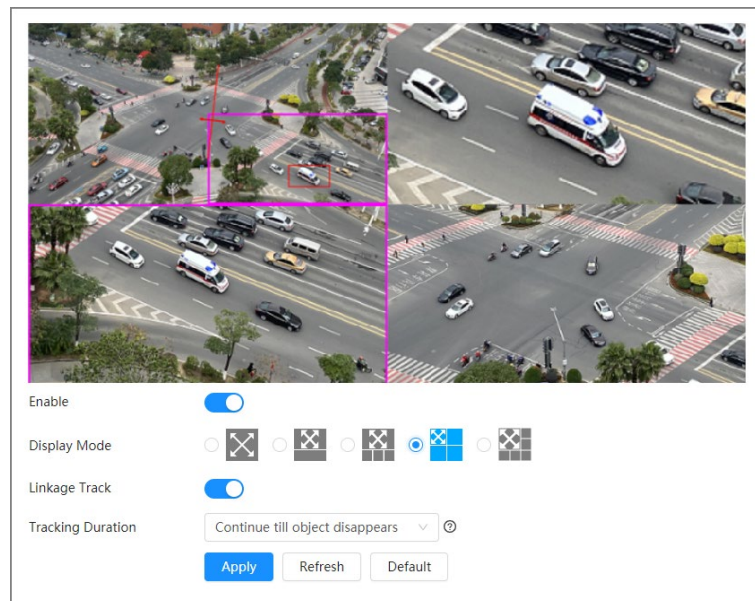 Enable
Display Mode
Linkage Track
Tracking Duration Continue till object disappears ?
Apply Refresh Default